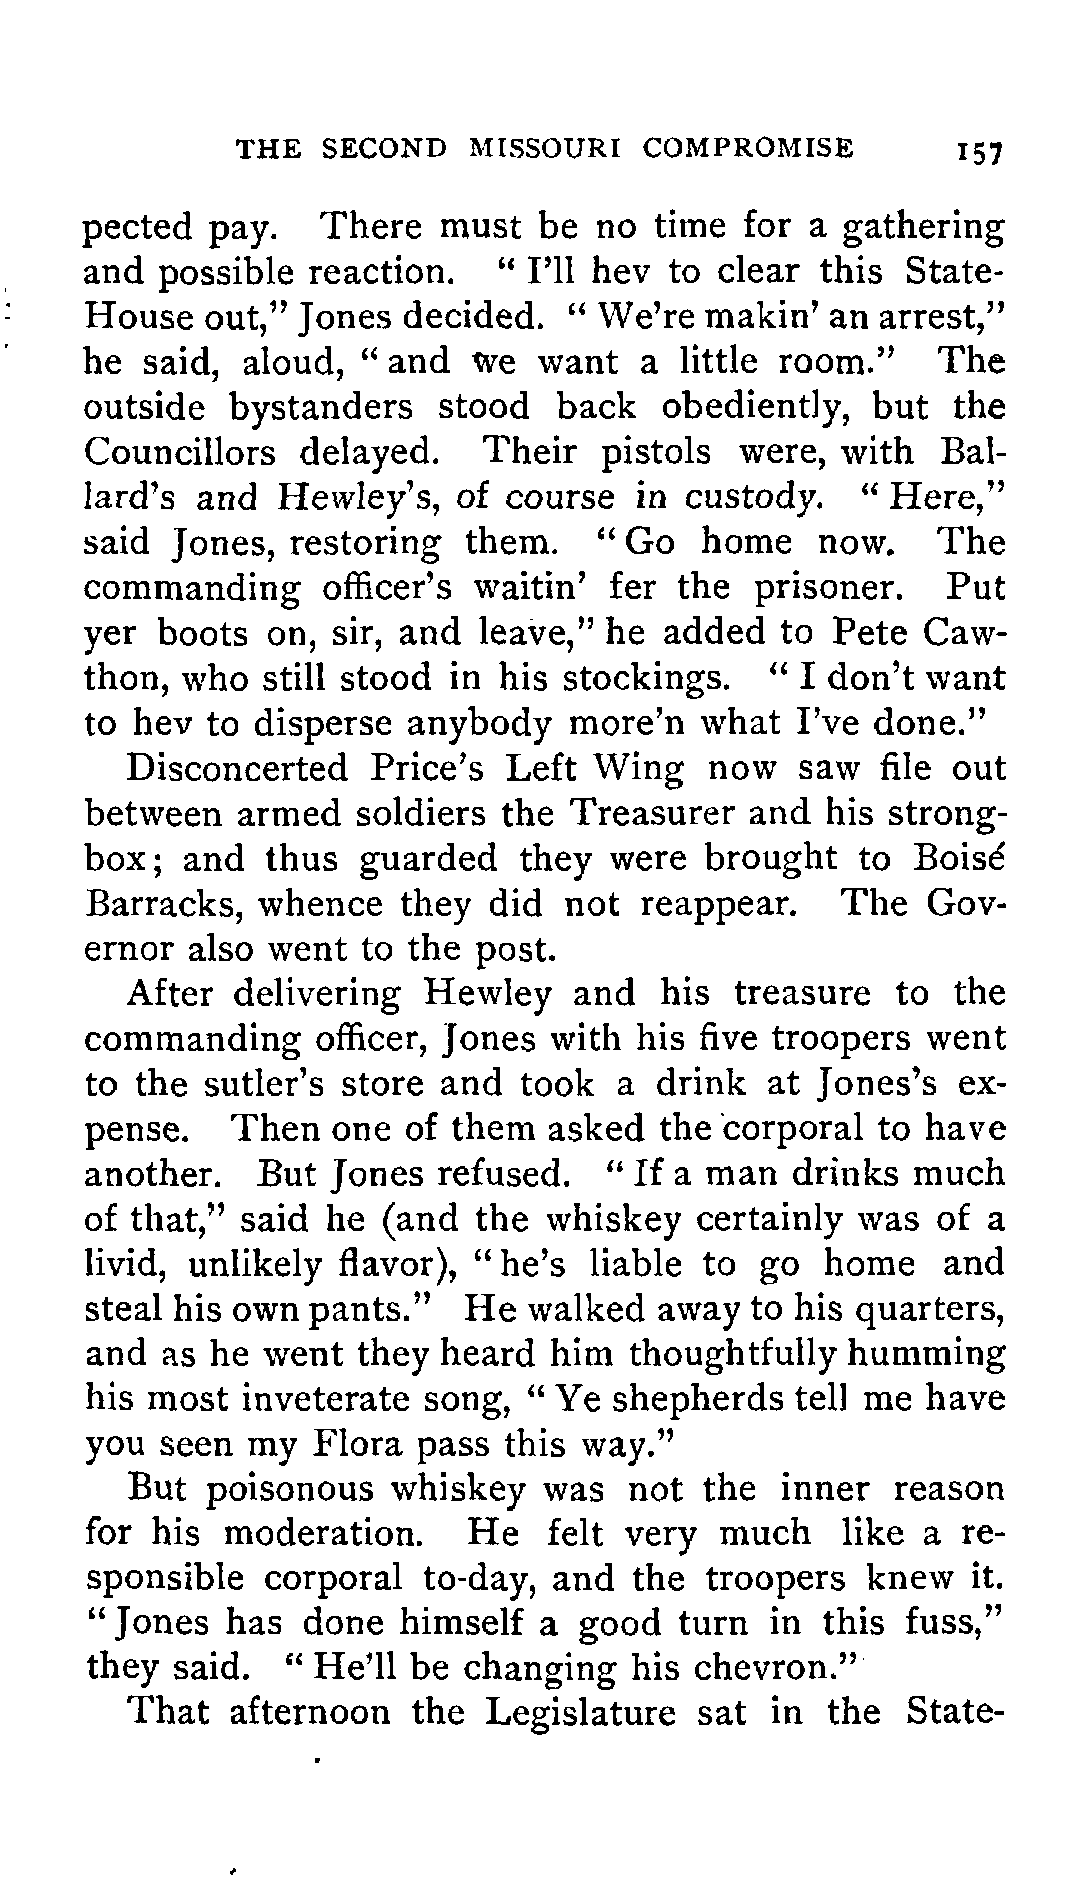 THE SECOND MISSOURI COMPROMISE 157
pected pay. There must be no time for a gathering
and possible reaction. “ I’ll hev to clear this State-
House out,” Jones decided. “ We’re makin’ an arrest,”
he said, aloud, “ and we want a little room.” The
outside bystanders stood back obediently, but the
Councillors delayed. Their pistols were, with Bal-
lard’s and Hewley’s, of course in custody. “ Here,”
said Jones, restoring them. “ Go home now. The
commanding officer’s waitin’ fer the prisoner. Put
yer boots on, sir, and leave,” he added to Pete Caw-
thon, who still stood in his stockings. “ I don’t want
to hev to disperse anybody more’n what I’ve done.”
Disconcerted Price’s Left Wing now saw file out
between armed soldiers the Treasurer and his strong-
box; and thus guarded they were brought to Boisé
Barracks, whence they did not reappear. The Gov-
ernor also went to the post.
After delivering Hewley and his treasure to the
commanding officer, Jones with his five troopers went
to the sutler’s store and took a drink at Jones’s ex-
pense. Then one of them asked the corporal to have
another. But Jones refused. “ If a man drinks much
of that,” said he (and the whiskey certainly was of a
livid, unlikely flavor), “ he’s liable to go home and
steal his own pants.” He walked away to his quarters,
and as he went they heard him thoughtfully humming
his most inveterate song, “ Ye shepherds tell me have
you seen my Flora pass this way.”
But poisonous whiskey was not the inner reason
for his moderation. He felt very much like a re-
sponsible corporal to-day, and the troopers knew it.
“ Jones has done himself a good turn in this fuss,”
they said. “ He’ll be changing his chevron.”
That afternoon the Legislature sat in the State-